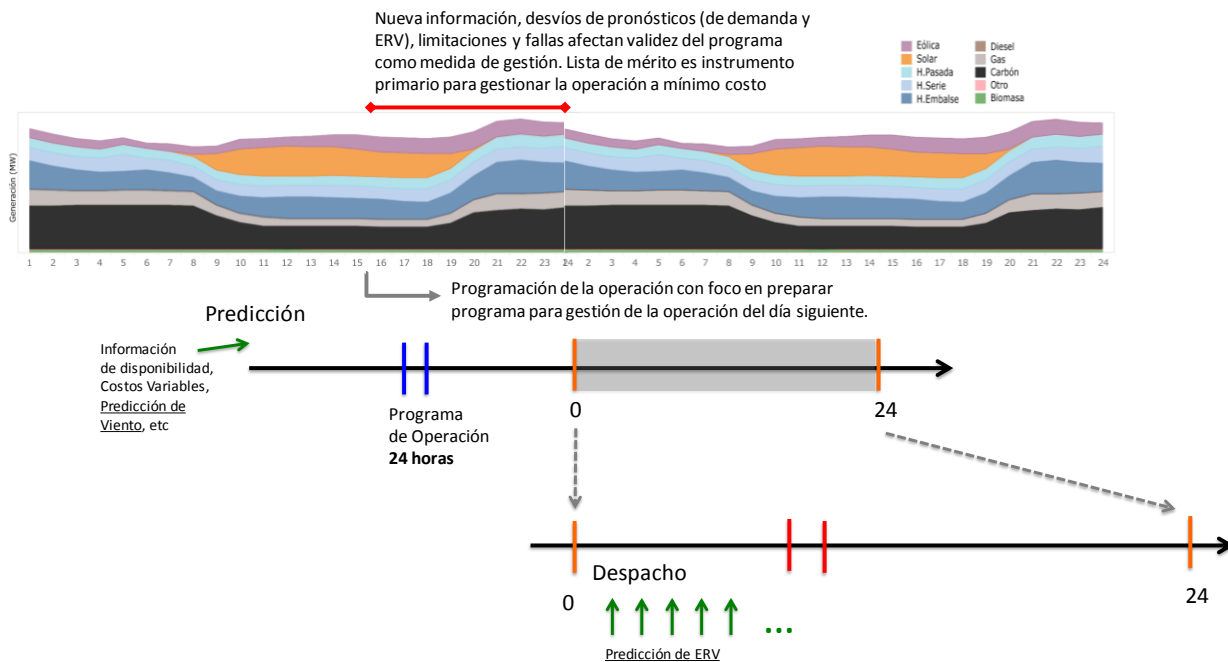 Nueva información, desvíos de pronósticos (de demanda y
ERV), limitaciones y fallas afectan validez del programa
como medida de gestión. Lista de mérito es instrumento
primario para gestionar la operación a mínimo costo
Eólica
Solar
H.Pasada
H.Serie
H.Embalse
Diesel
Gas
Carbón
Otro
Biomasa
Generación (MW)
1 2 3 4 5 6 7 8 9 10 11 12 13 14 15 16 17 18 19 20 21 22 23 24 2 3 4 5 6 7 8 9 10 11 12 13 14 15 16 17 18 19 20 21 22 23 24
Programación de la operación con foco en preparar
programa para gestión de la operación del día siguiente.
Predicción
Información
de disponibilidad,
Costos Variables,
Predicción de
Viento, etc
Programa
de Operación
24 horas
0
24
Despacho
0
24
...
Predicción de ERV